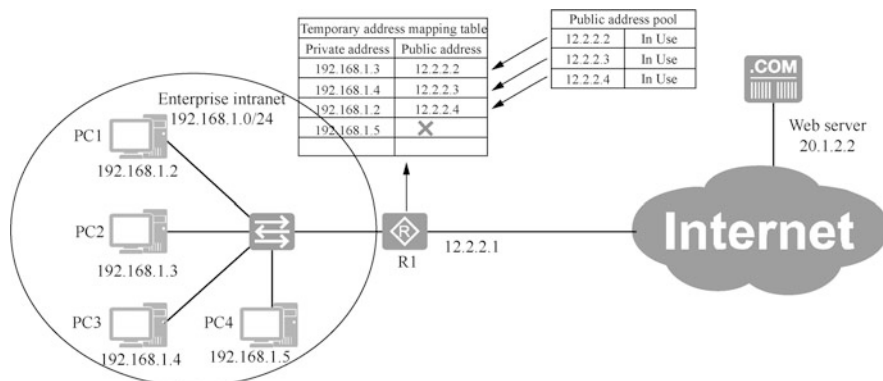 Temporary address mapping table
Private address Public address
192.168.1.3 12.2.2.2
192.168.1.4 12.2.2.3
192.168.1.2 12.2.2.4
192.168.1.5
Public address pool
12.2.2.2 In Use
12.2.2.3 In Use
12.2.2.4 In Use
.COM
Web server
20.1.2.2
Enterprise intranet
192.168.1.0/24
PC1
192.168.1.2
PC2
192.168.1.3
PC3
192.168.1.4
PC4
192.168.1.5
R
R1
12.2.2.1
Internet